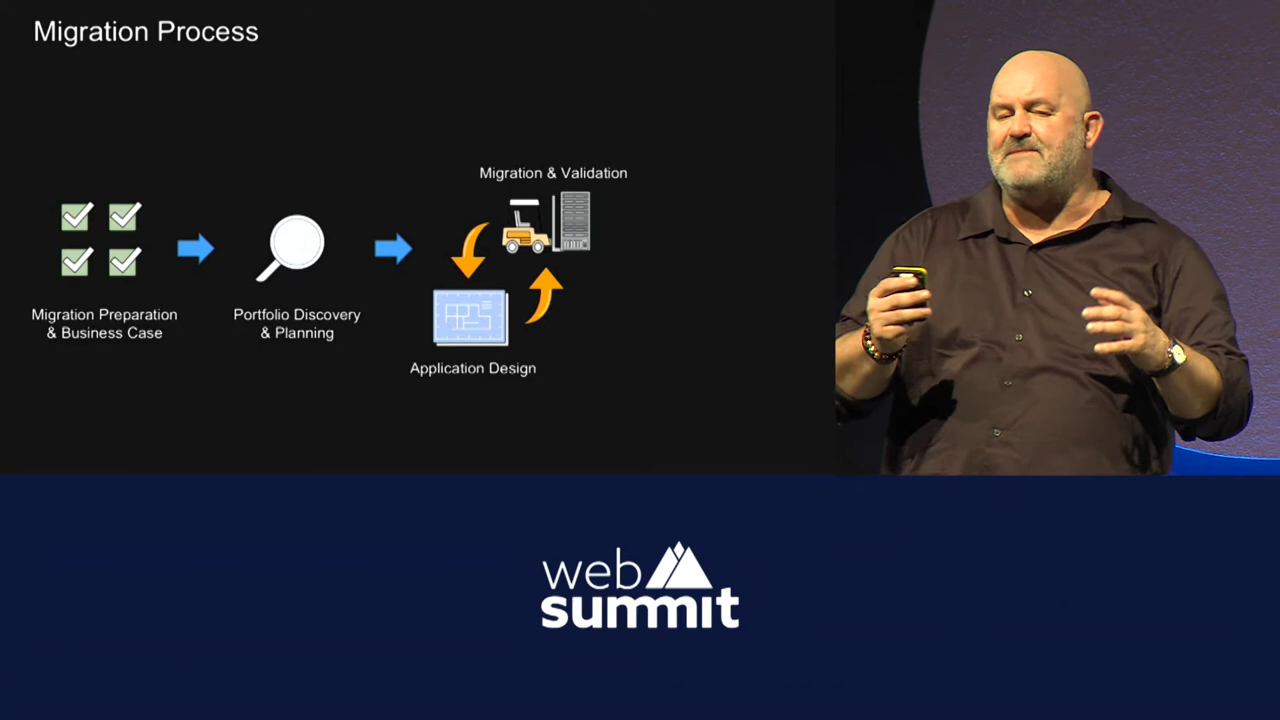 Migration Process
Migration & Validation
Migration Preparation
& Business Case
Portfolio Discovery
& Planning
Application Design
web
summit